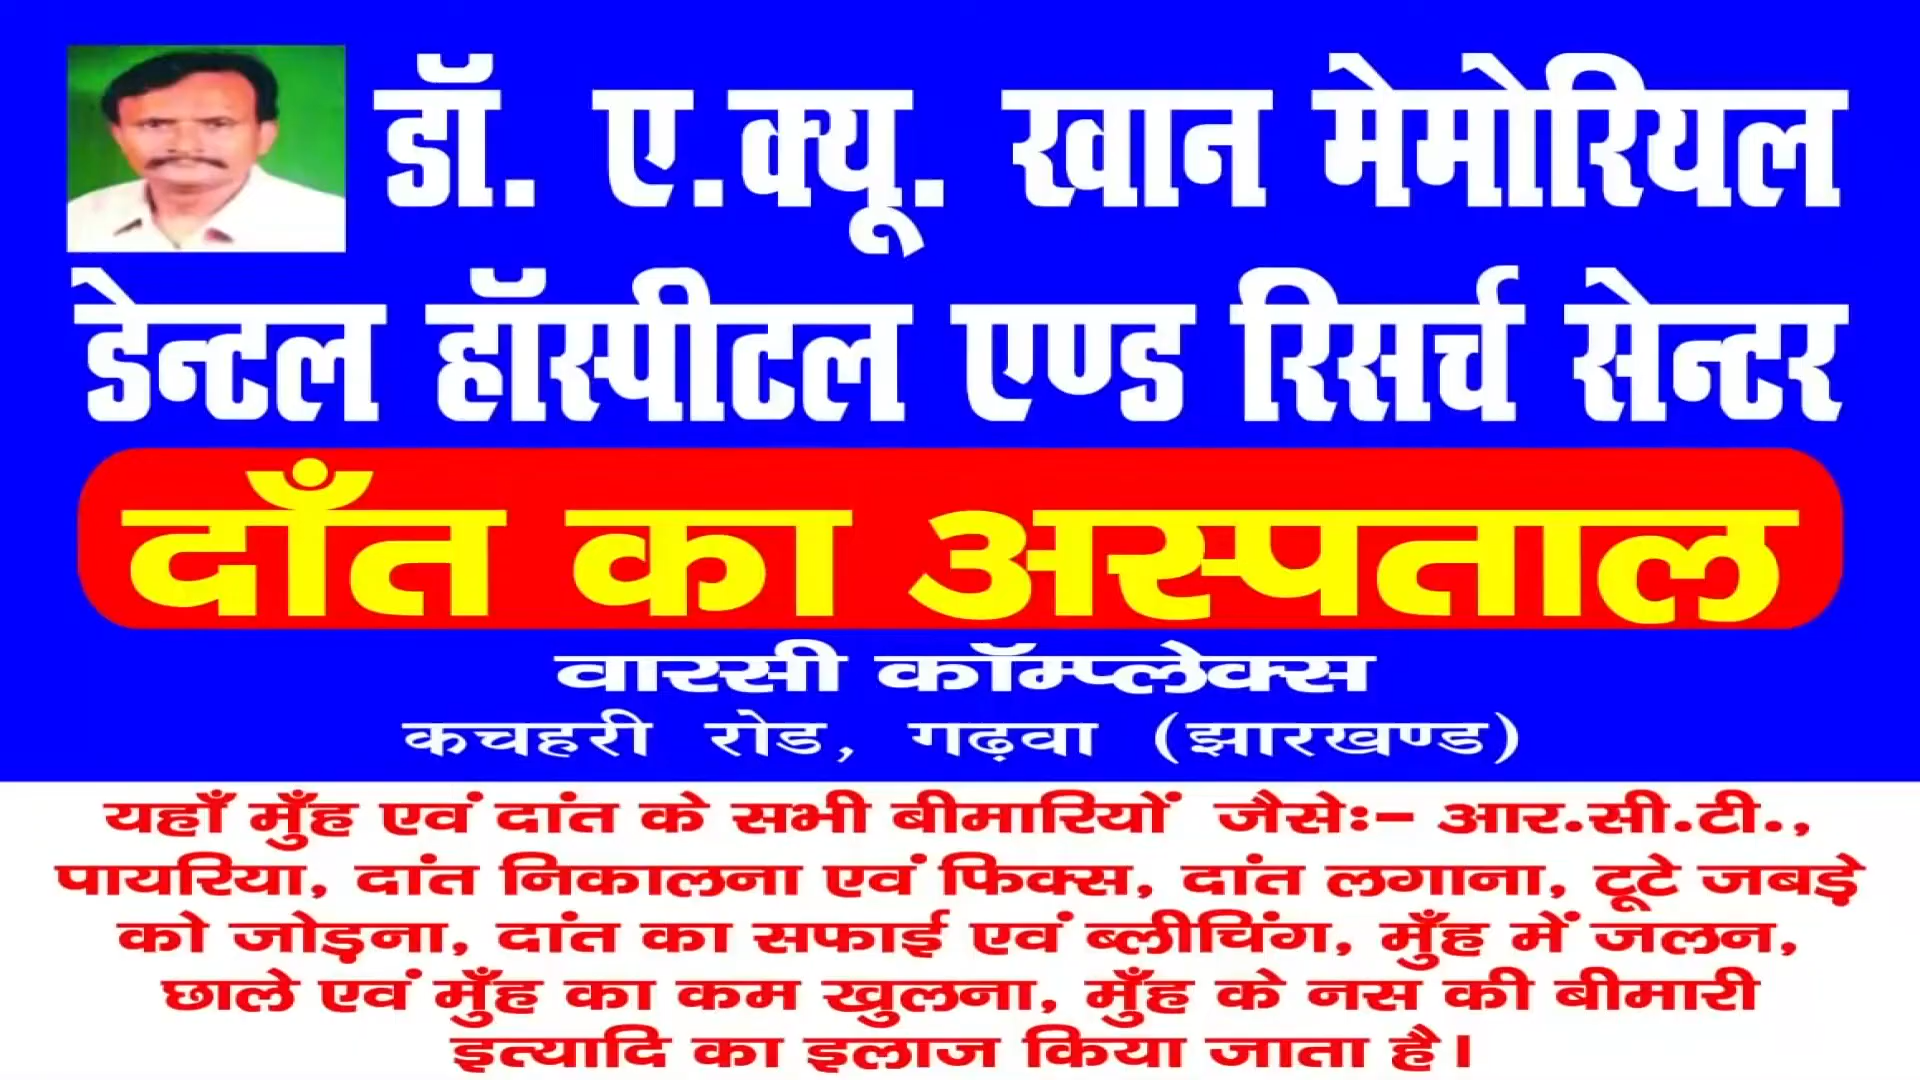 डॉ. ए.क्यू. खान मेमोरियल
डेन्टल हॉस्पीटल एण्ड रिसर्च सेन्टर
दाँत का अस्पताल
वारसी कॉम्प्लेक्स
कचहरी रोड, गढ़वा (झारखण्ड)
यहाँ मुँह एवं दांत के सभी बीमारियों जैसेः- आर.सी.टी.,
पायरिया, दांत निकालना एवं फिक्स, दांत लगाना, टूटे जबड़े
को जोड़ना, दांत का सफाई एवं ब्लीचिंग, मुँह में जलन,
छाले एवं मुँह का कम खुलना, मुँह के नस की बीमारी
इत्यादि का इलाज किया जाता है।